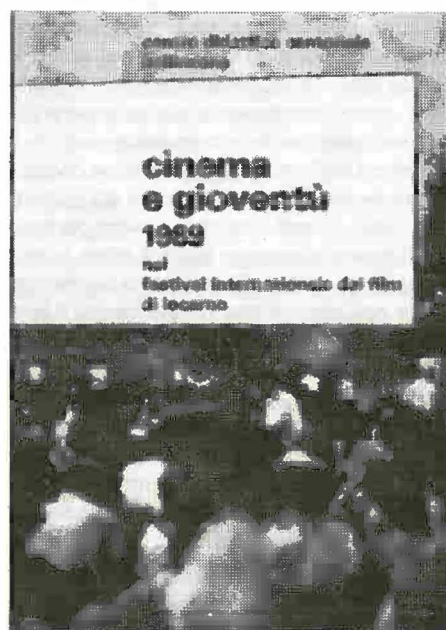 centro didattico cantonale
bellinzona
cinema
e gioventù
1989
nel
festival internazionale del film
di locarno